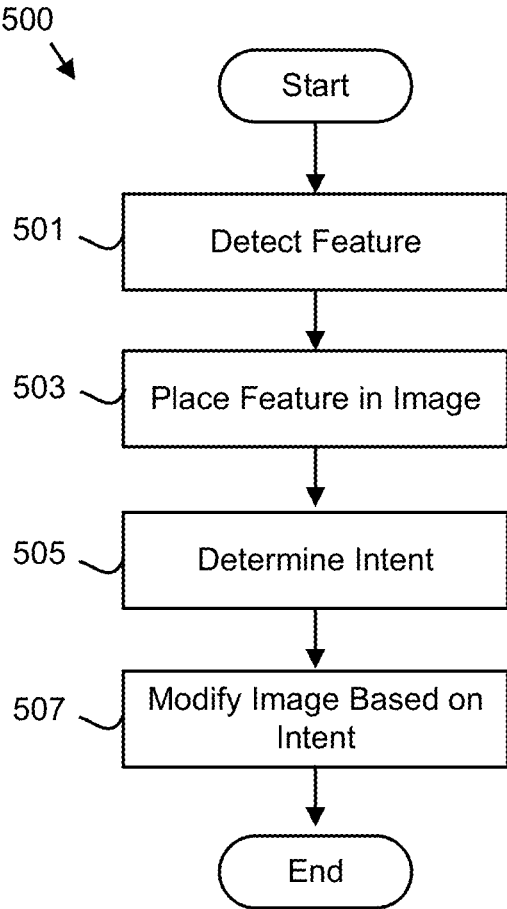 500
Start
501
Detect Feature
503
Place Feature in Image
505
Determine Intent
507
Modify Image Based on
Intent
End